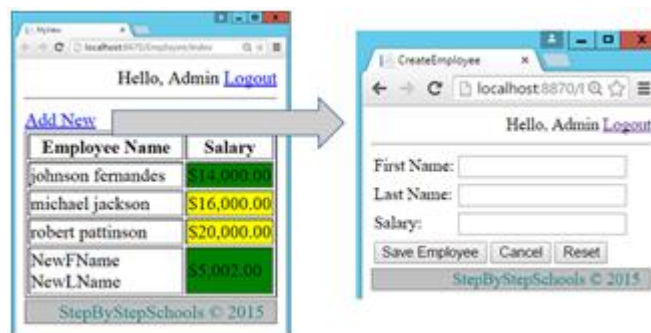 MyView
localhost:8870/Employee/Index
Hello, Admin Logout
Add New
Employee Name Salary
johnson fernandes $14,000.00
michael jackson $16,000.00
robert pattinson $20,000.00
NewFName
NewLName
$5,002.00
StepByStepSchools © 2015
CreateEmployee
localhost:8870/
Hello, Admin Logout
First Name:
Last Name:
Salary:
Save Employee Cancel Reset
StepByStepSchools © 2015